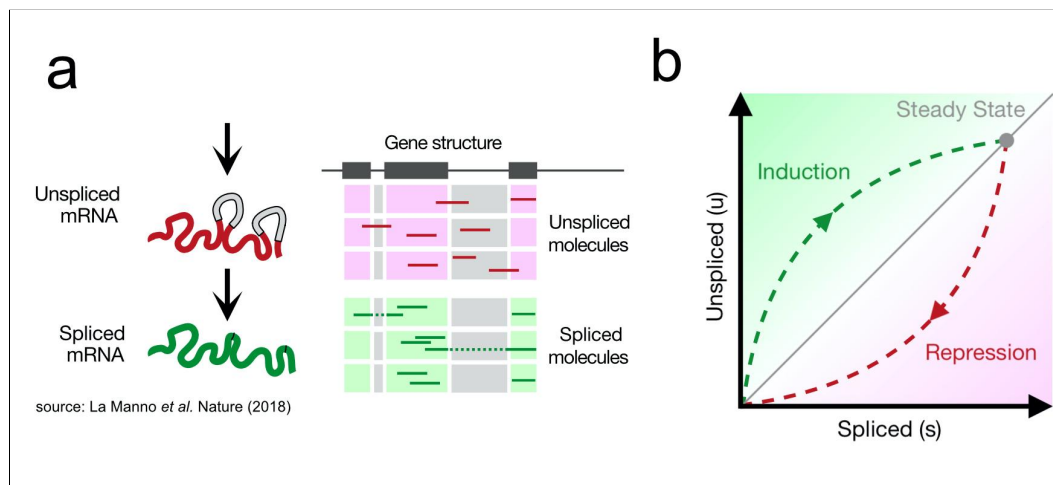 a
Unspliced
mRNA
Spliced
mRNA
source: La Manno et al. Nature (2018)
Gene structure
Unspliced
molecules
Spliced
molecules
b
Steady State
Induction
Repression
Unspliced (u)
Spliced (s)